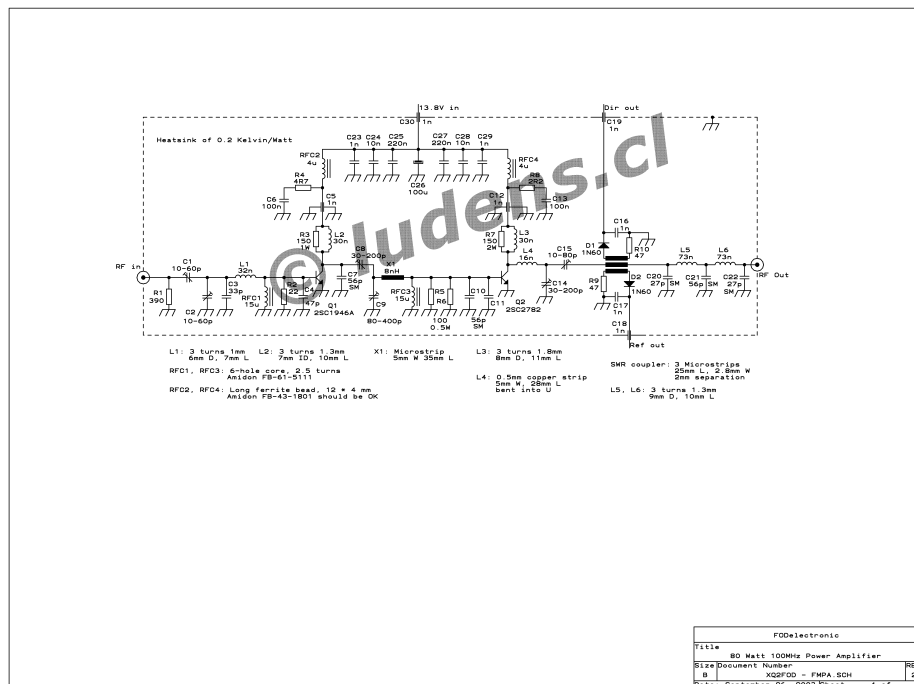 13.8V in
Dir out
C30
1n
C19
1n
Heatsink of 0.2 Kelvin/Watt
C23
1n
C24
10n
C25
220n
C27
220n
C28
10n
C29
1n
RFC2
4u
RFC4
4u
C26
100u
R4
4R7
R8
2R2
C6
100n
C5
1n
C12
1n
C13
100n
R3
150
1W
L2
30n
R7
150
2W
L3
30n
C16
1n
D1
1N60
R10
47
C8
30-200p
L4
16n
C15
10-80p
L5
73n
L6
73n
RF in
C1
10-60p
L1
32n
X1
8nH
RF Out
R1
390
C2
10-60p
C3
33p
RFC1
15u
R2
22
C4
47p
Q1
2SC1946A
C7
56p
SM
C9
80-400p
RFC3
15u
R5
R6
100
0.5W
C10
C11
56p
SM
Q2
2SC2782
C14
30-200p
R9
47
D2
1N60
C17
1n
C18
1n
C20
27p
SM
C21
56p
SM
C22
27p
SM
Ref out
© ludens.cl
L1: 3 turns 1mm
6mm D, 7mm L
L2: 3 turns 1.3mm
7mm ID, 10mm L
X1: Microstrip
5mm W 35mm L
L3: 3 turns 1.8mm
8mm D, 11mm L
RFC1, RFC3: 6-hole core, 2.5 turns
Amidon FB-61-5111
RFC2, RFC4: Long ferrite bead, 12 * 4 mm
Amidon FB-43-1801 should be OK
L4: 0.5mm copper strip
5mm W, 28mm L
bent into U
SWR coupler: 3 Microstrips
25mm L, 2.8mm W
2mm separation
L5, L6: 3 turns 1.3mm
9mm D, 10mm L
FODelectronic
Title
80 Watt 100MHz Power Amplifier
Size Document Number
B XQ2FOD - FMPA.SCH